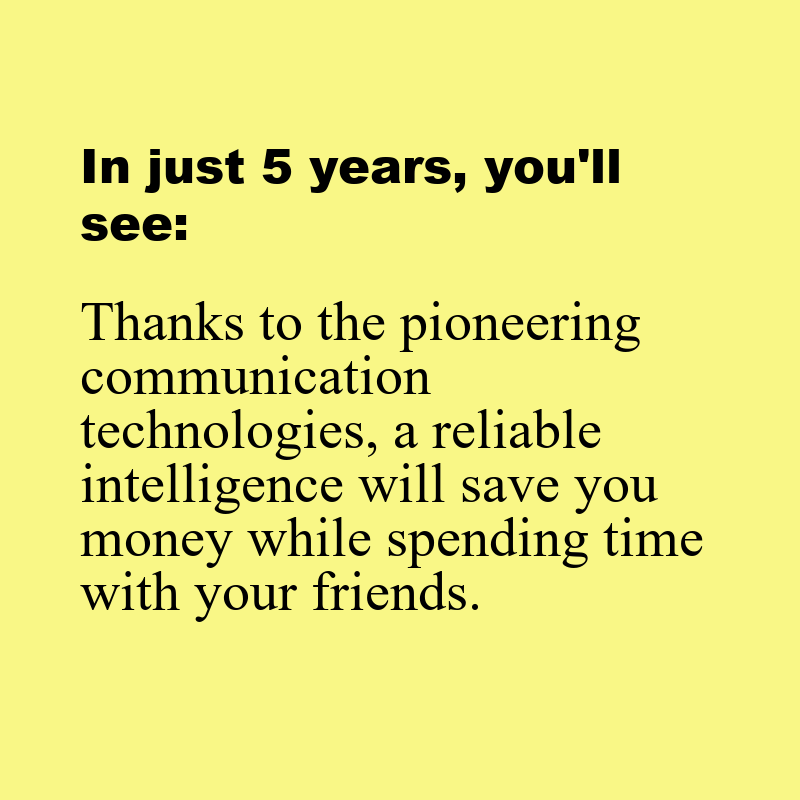 In just 5 years, you'll
see:
Thanks to the pioneering
communication
technologies, a reliable
intelligence will save you
money while spending time
with your friends.